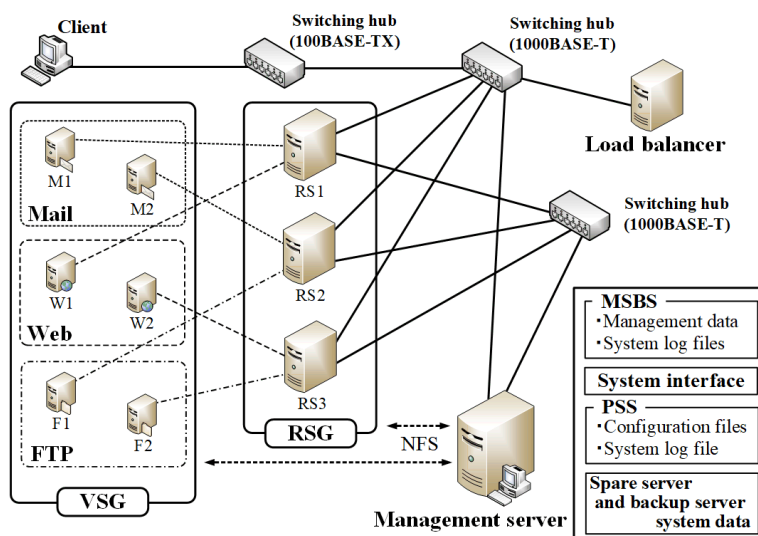 Client
Switching hub
(100BASE-TX)
Switching hub
(1000BASE-T)
Load balancer
M1
M2
Mail
RS1
Switching hub
(1000BASE-T)
W1
W2
Web
RS2
F1
F2
FTP
RS3
RSG
VSG
NFS
Management server
MSBS
・Management data
・System log files
System interface
PSS
・Configuration files
・System log file
Spare server
and backup server
system data